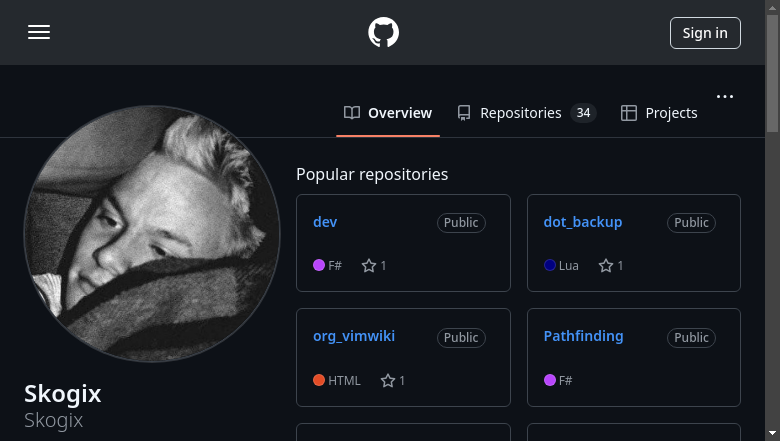 Sign in
Overview
Repositories 34
Projects
Popular repositories
dev Public
F# 1
dot_backup Public
Lua 1
org_vimwiki Public
HTML 1
Pathfinding Public
F#
Skogix
Skogix